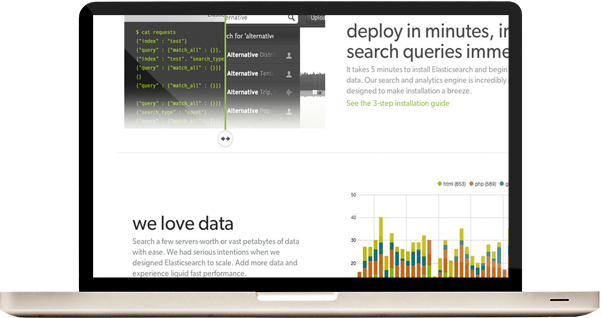 $ cat requests
{"index" : "test"}
{"query" : {"match_all" : {}},
{"index" : "test", "search_type
{"query" : {"match_all" : {}}}
{}
{"query" : {"match_all" : {}}}
{"query" : {"match_all" : {}}}
{"search_type" : "count"}
Upload
ch for 'alternative
Alternative Distri
Alternative Tem
Alternative Trip.
Alternative Pos
deploy in minutes, in
search queries imme
It takes 5 minutes to install Elasticsearch and begin
data. Our search and analytics engine is incredibly
designed to make installation a breeze.
See the 3-step installation guide
we love data
Search a few servers-worth or vast petabytes of data
with ease. We had serious intentions when we
designed Elasticsearch to scale. Add more data and
experience liquid fast performance.
html (853) php (589) g
50
40
30
20